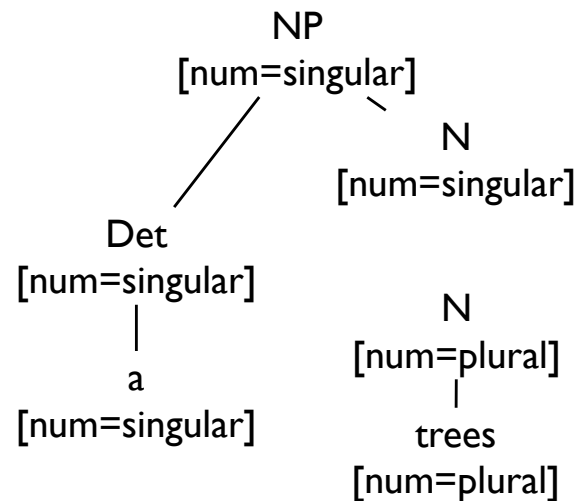 NP
[num=singular]
N
[num=singular]
Det
[num=singular]
a
[num=singular]
N
[num=plural]
trees
[num=plural]